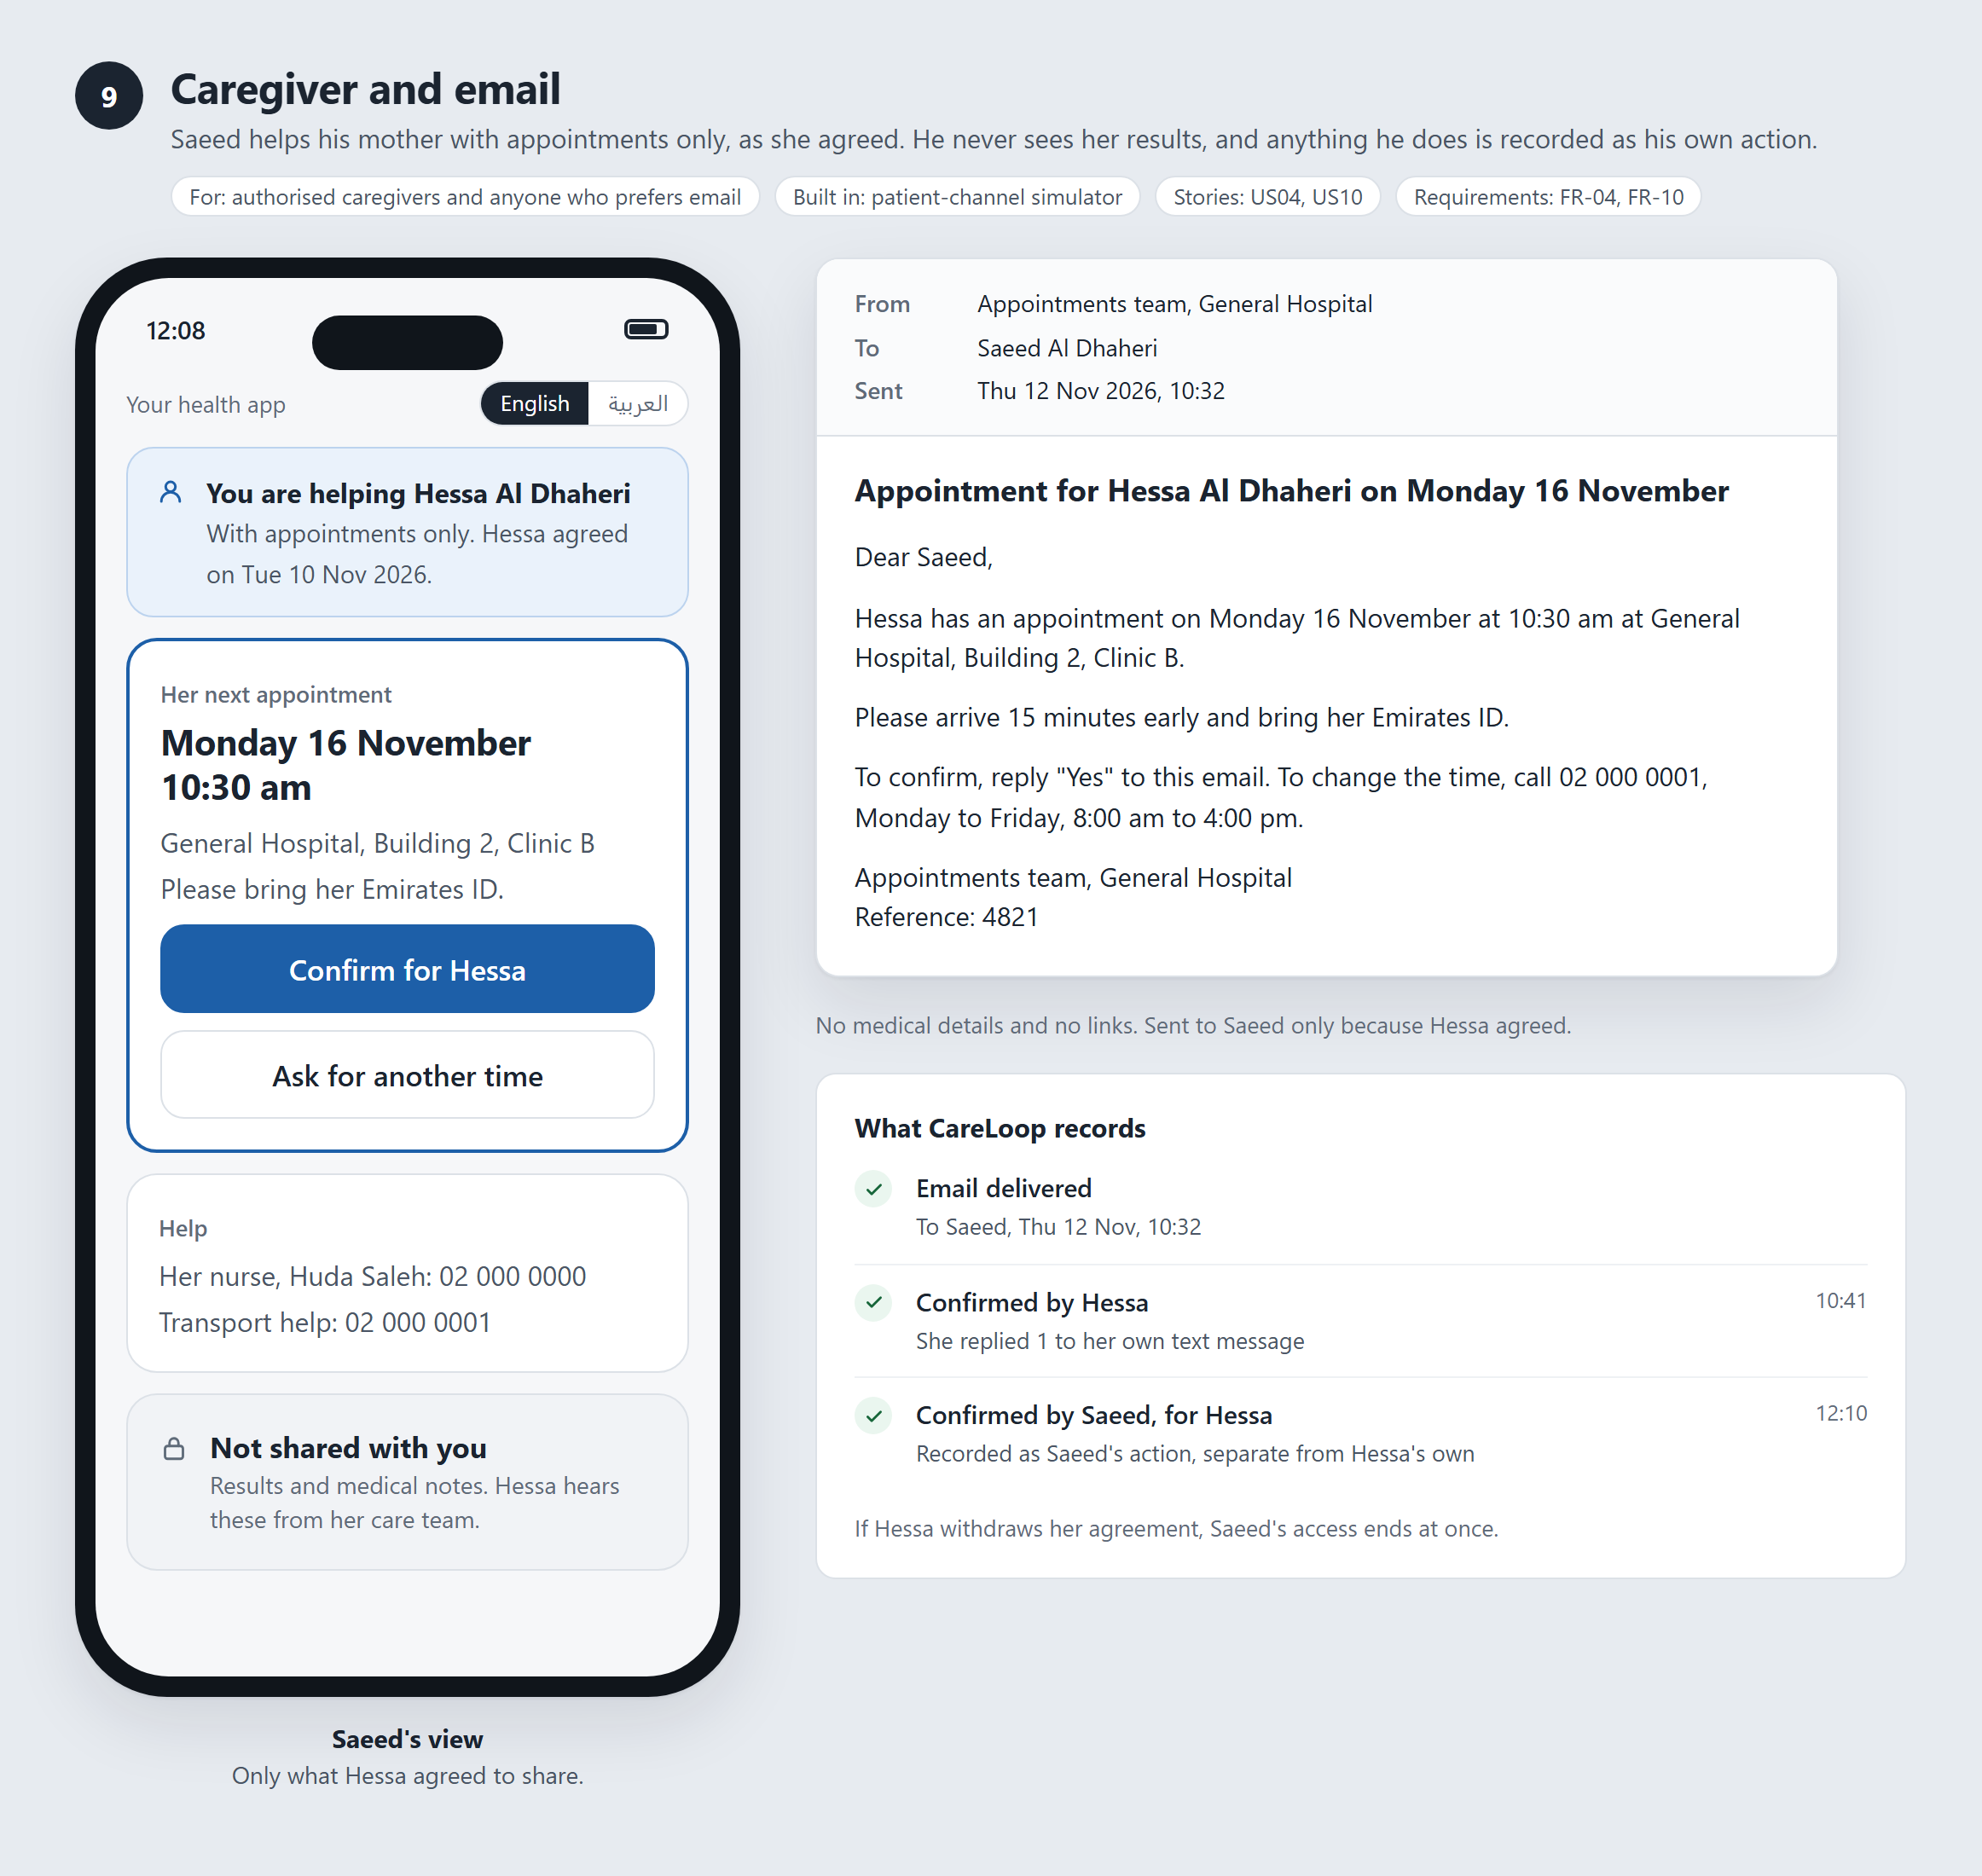 9
Caregiver and email
Saeed helps his mother with appointments only, as she agreed. He never sees her results, and anything he does is recorded as his own action.
For: authorised caregivers and anyone who prefers email
Built in: patient-channel simulator
Stories: US04, US10
Requirements: FR-04, FR-10
12:08
Your health app
English
العربية
You are helping Hessa Al Dhaheri
With appointments only. Hessa agreed
on Tue 10 Nov 2026.
Her next appointment
Monday 16 November
10:30 am
General Hospital, Building 2, Clinic B
Please bring her Emirates ID.
Confirm for Hessa
Ask for another time
Help
Her nurse, Huda Saleh: 02 000 0000
Transport help: 02 000 0001
Not shared with you
Results and medical notes. Hessa hears
these from her care team.
Saeed's view
Only what Hessa agreed to share.
From Appointments team, General Hospital
To Saeed Al Dhaheri
Sent Thu 12 Nov 2026, 10:32
Appointment for Hessa Al Dhaheri on Monday 16 November
Dear Saeed,
Hessa has an appointment on Monday 16 November at 10:30 am at General
Hospital, Building 2, Clinic B.
Please arrive 15 minutes early and bring her Emirates ID.
To confirm, reply "Yes" to this email. To change the time, call 02 000 0001,
Monday to Friday, 8:00 am to 4:00 pm.
Appointments team, General Hospital
Reference: 4821
No medical details and no links. Sent to Saeed only because Hessa agreed.
What CareLoop records
Email delivered
To Saeed, Thu 12 Nov, 10:32
Confirmed by Hessa 10:41
She replied 1 to her own text message
Confirmed by Saeed, for Hessa 12:10
Recorded as Saeed's action, separate from Hessa's own
If Hessa withdraws her agreement, Saeed's access ends at once.